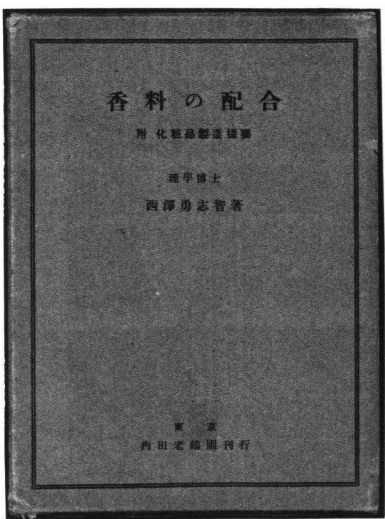 香料の配合
附 化粧品製造提要
理學博士
西澤勇志智著
東京
內田老鶴圃刊行